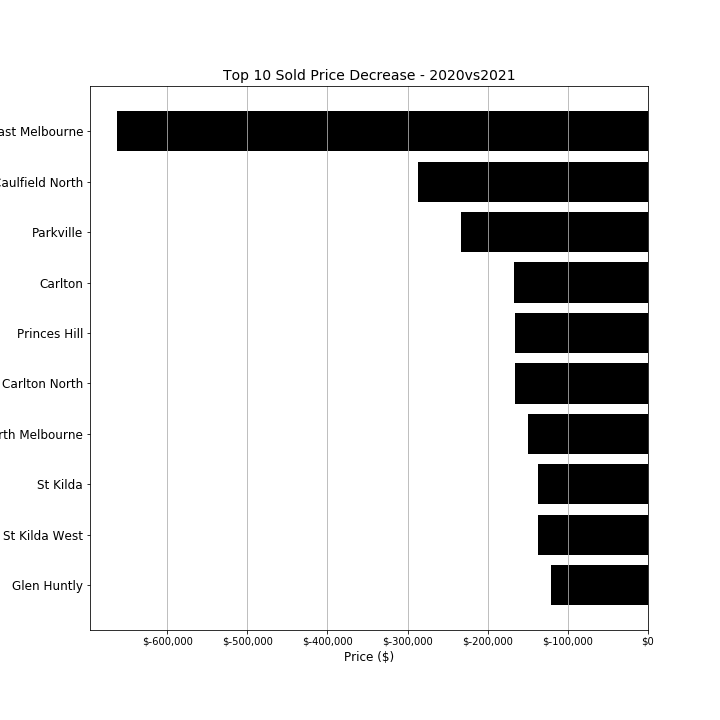 Top 10 Sold Price Decrease - 2020vs2021
ast Melbourne
Caulfield North
Parkville
Carlton
Princes Hill
Carlton North
rth Melbourne
St Kilda
St Kilda West
Glen Huntly
$-600,000 $-500,000 $-400,000 $-300,000 $-200,000 $-100,000 $0
Price ($)